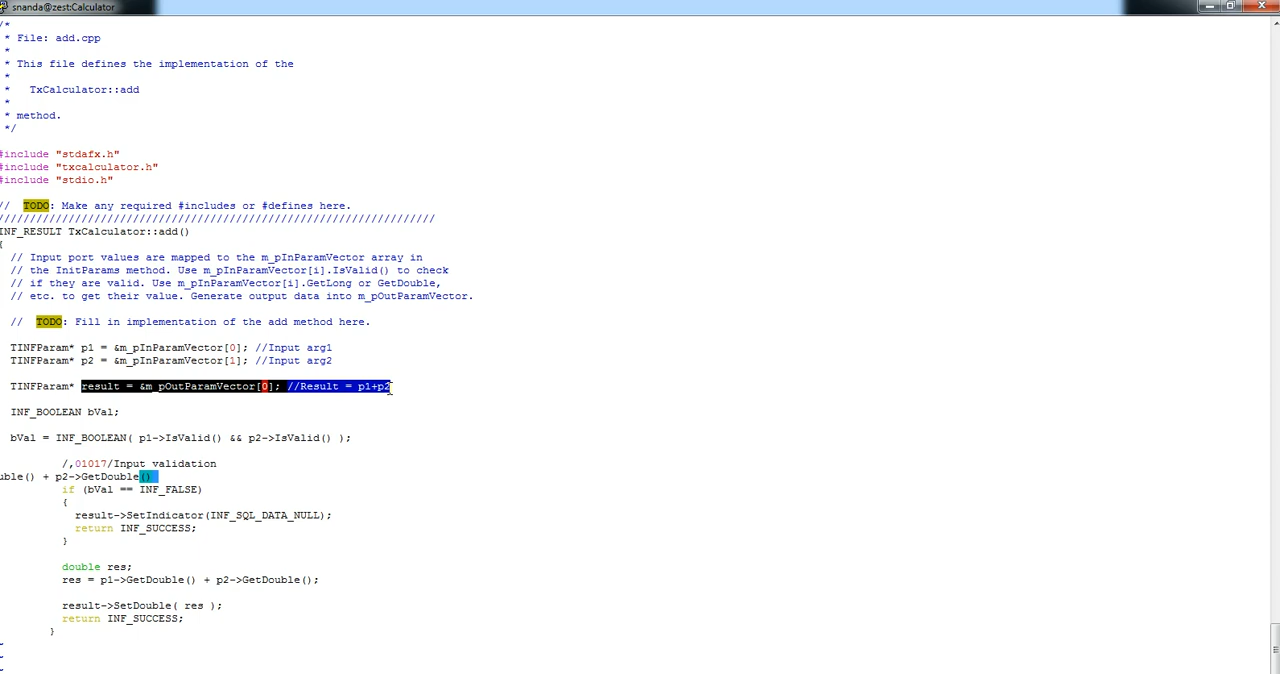 snanda@zest:Calculator
/*
* File: add.cpp
*
* This file defines the implementation of the
*
*   TxCalculator::add
*
* method.
*/
#include "stdafx.h"
#include "txcalculator.h"
#include "stdio.h"
//  TODO: Make any required #includes or #defines here.
////////////////////////////////////////////////////////////////////
INF_RESULT TxCalculator::add()
{
// Input port values are mapped to the m_pInParamVector array in
// the InitParams method. Use m_pInParamVector[i].IsValid() to check
// if they are valid. Use m_pInParamVector[i].GetLong or GetDouble,
// etc. to get their value. Generate output data into m_pOutParamVector.
//  TODO: Fill in implementation of the add method here.
TINFParam* p1 = &m_pInParamVector[0]; //Input arg1
TINFParam* p2 = &m_pInParamVector[1]; //Input arg2
TINFParam* result = &m_pOutParamVector[0]; //Result = p1+p2
INF_BOOLEAN bVal;
bVal = INF_BOOLEAN( p1->IsValid() && p2->IsValid() );
/,01017/Input validation
uble() + p2->GetDouble()
if (bVal == INF_FALSE)
{
result->SetIndicator(INF_SQL_DATA_NULL);
return INF_SUCCESS;
}
double res;
res = p1->GetDouble() + p2->GetDouble();
result->SetDouble( res );
return INF_SUCCESS;
}
~
~
~